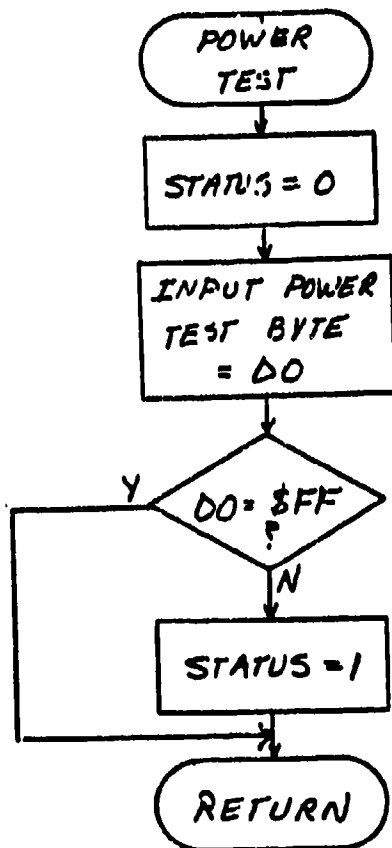 POWER
TEST
STATUS = 0
INPUT POWER
TEST BYTE
= D0
Y
D0 = $FF
?
N
STATUS = 1
RETURN